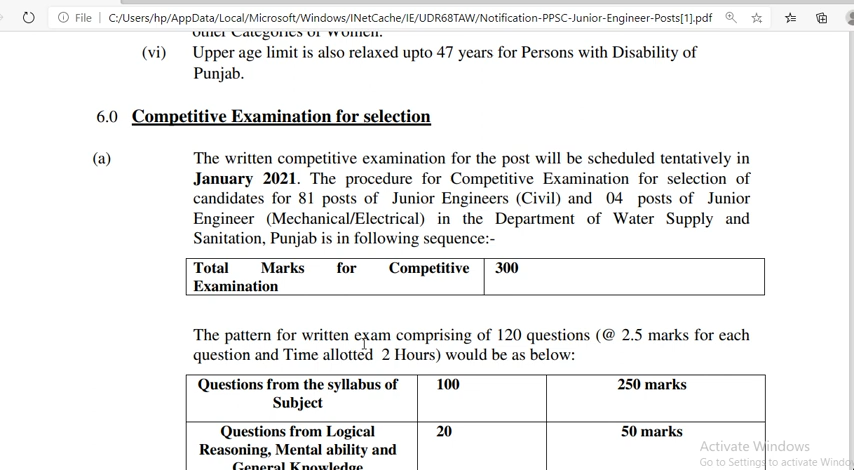 File | C:/Users/hp/AppData/Local/Microsoft/Windows/INetCache/IE/UDR68TAW/Notification-PPSC-Junior-Engineer-Posts[1].pdf
other Categories of Women.
(vi) Upper age limit is also relaxed upto 47 years for Persons with Disability of
Punjab.
6.0 Competitive Examination for selection
(a) The written competitive examination for the post will be scheduled tentatively in
January 2021. The procedure for Competitive Examination for selection of
candidates for 81 posts of Junior Engineers (Civil) and 04 posts of Junior
Engineer (Mechanical/Electrical) in the Department of Water Supply and
Sanitation, Punjab is in following sequence:-
Total Marks for Competitive 300
Examination
The pattern for written exam comprising of 120 questions (@ 2.5 marks for each
question and Time allotted 2 Hours) would be as below:
Questions from the syllabus of 100 250 marks
Subject
Questions from Logical 20 50 marks
Reasoning, Mental ability and
General Knowledge
Activate Windows
Go to Settings to activate Windo